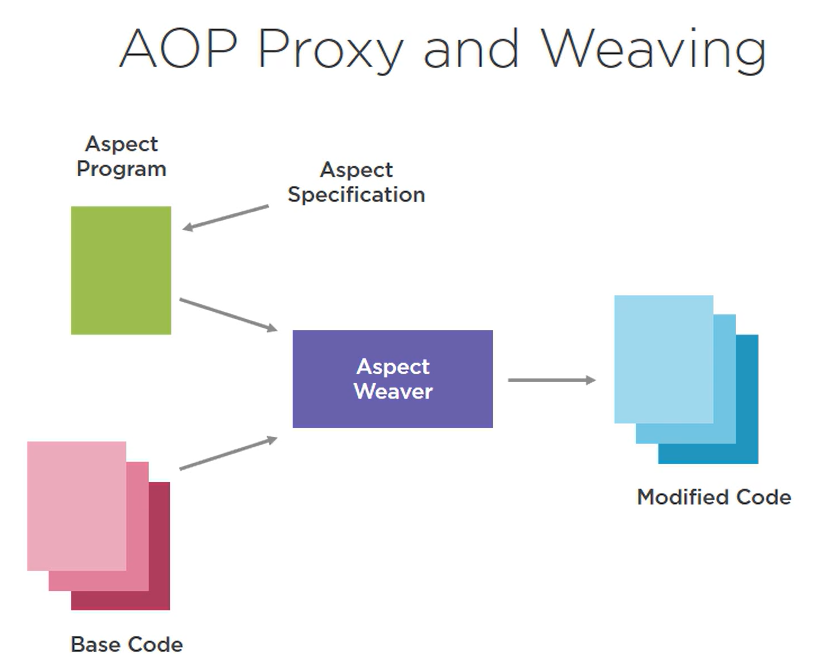 AOP Proxy and Weaving
Aspect
Program
Aspect
Specification
Aspect
Weaver
Modified Code
Base Code